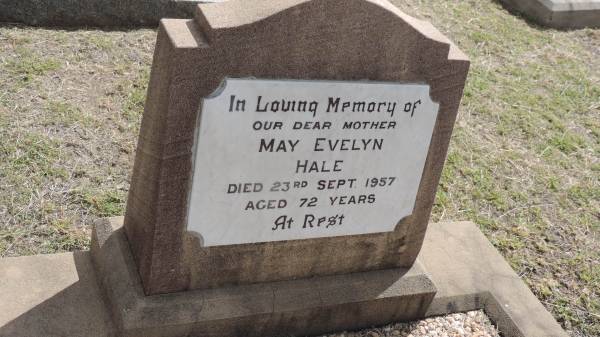 In Loving Memory of
OUR DEAR MOTHER
MAY EVELYN
HALE
DIED 23RD SEPT. 1957
AGED 72 YEARS
At Rest